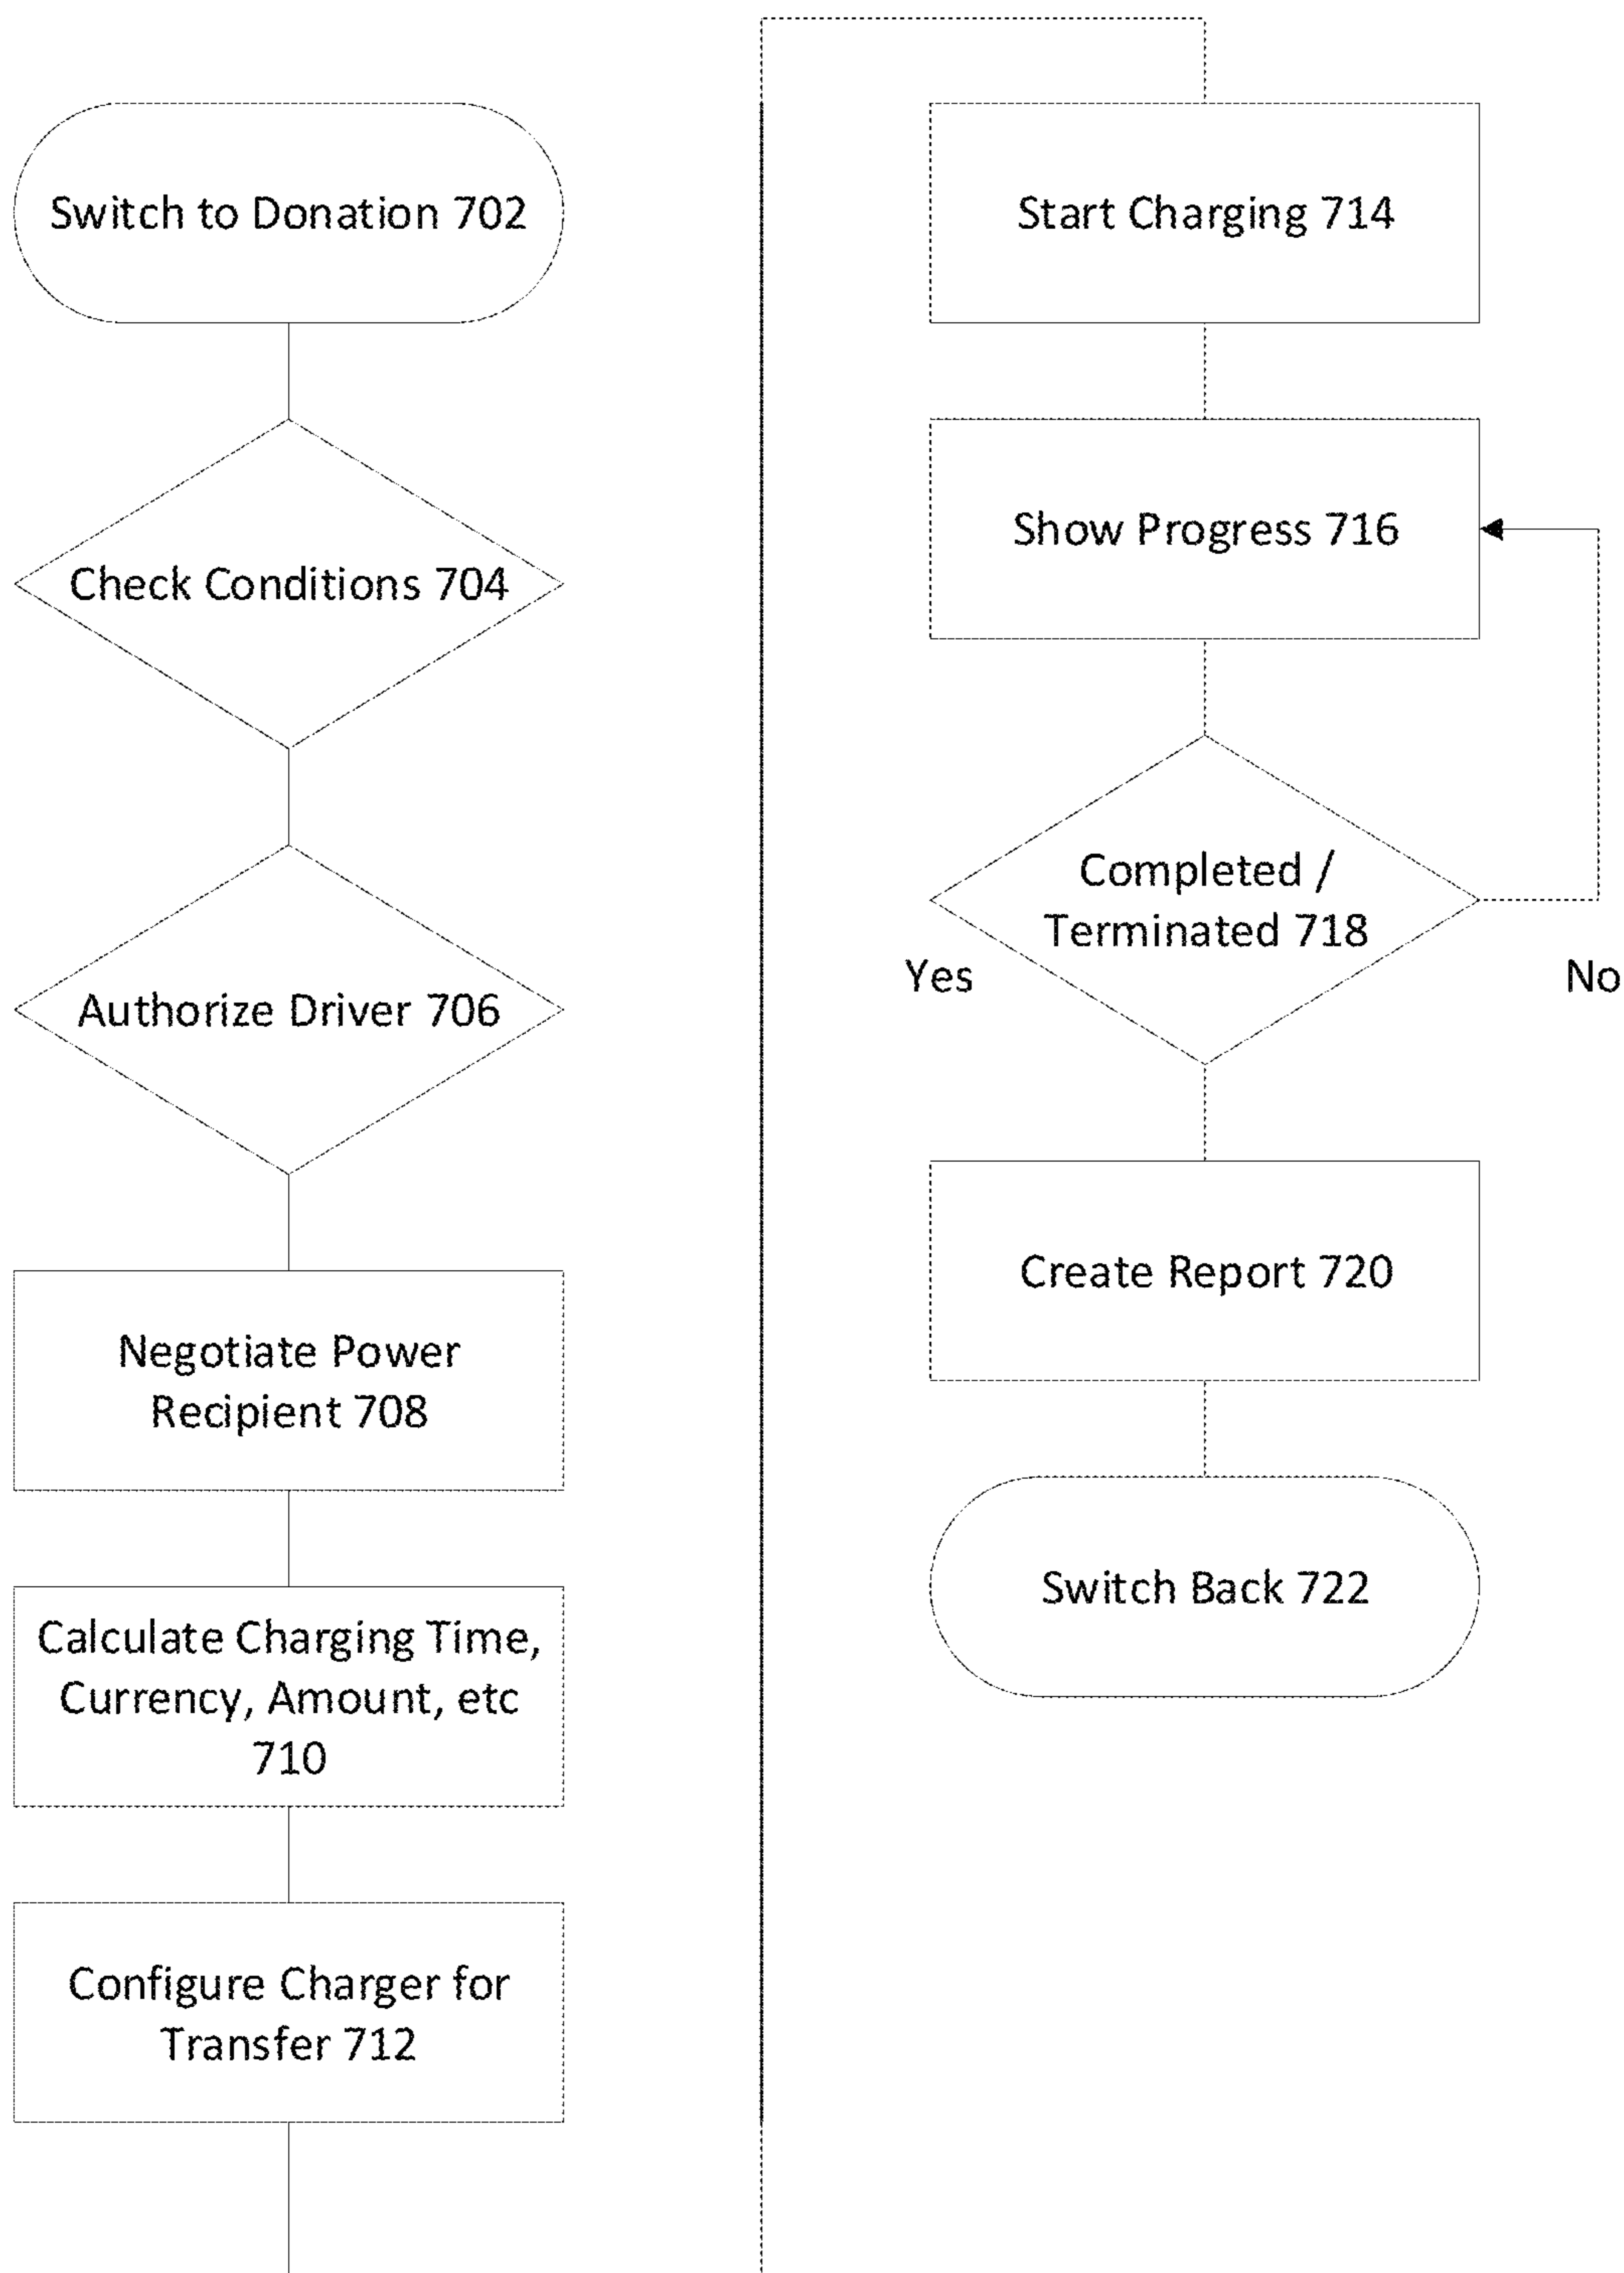 Switch to Donation 702
Check Conditions 704
Authorize Driver 706
Negotiate Power
Recipient 708
Calculate Charging Time,
Currency, Amount, etc
710
Configure Charger for
Transfer 712
Start Charging 714
Show Progress 716
Completed /
Terminated 718
Yes
No
Create Report 720
Switch Back 722